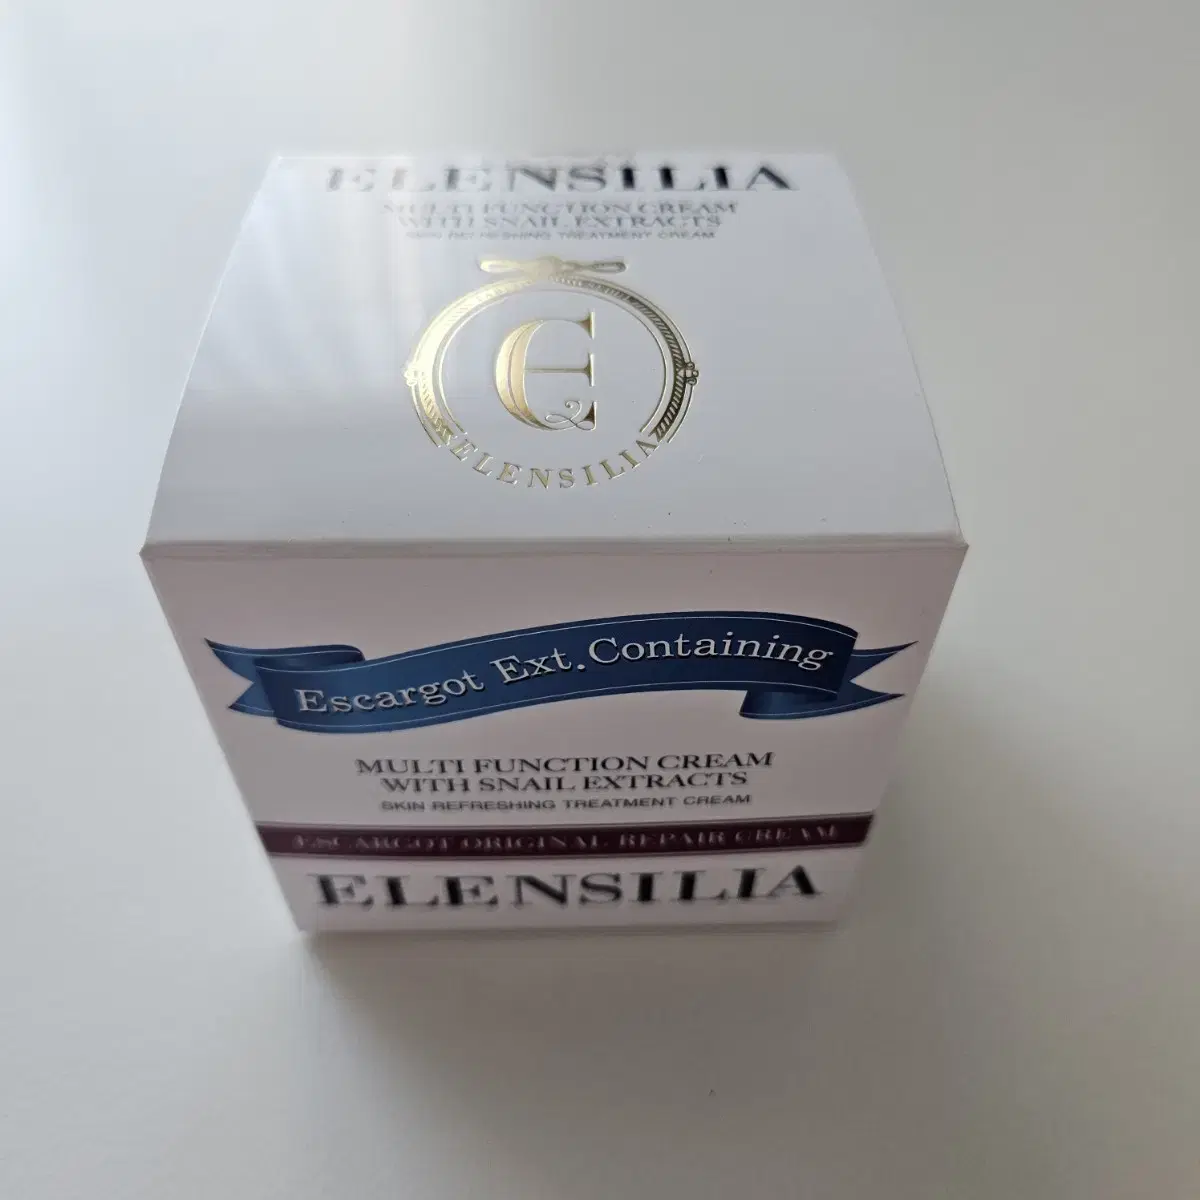 ELENSILIA
MULTI FUNCTION CREAM
WITH SNAIL EXTRACTS
SKIN REFRESHING TREATMENT CREAM
E
ELENSILIA
Escargot Ext. Containing
MULTI FUNCTION CREAM
WITH SNAIL EXTRACTS
SKIN REFRESHING TREATMENT CREAM
ESCARGOT ORIGINAL REPAIR CREAM
ELENSILIA